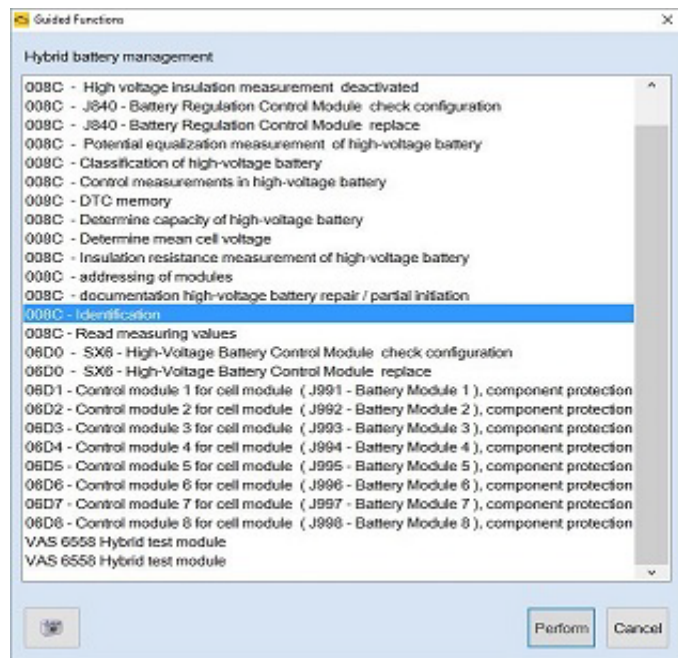 Guided Functions
Hybrid battery management
008C - High voltage insulation measurement deactivated
008C - J840 - Battery Regulation Control Module check configuration
008C - J840 - Battery Regulation Control Module replace
008C - Potential equalization measurement of high-voltage battery
008C - Classification of high-voltage battery
008C - Control measurements in high-voltage battery
008C - DTC memory
008C - Determine capacity of high-voltage battery
008C - Determine mean cell voltage
008C - Insulation resistance measurement of high-voltage battery
008C - addressing of modules
008C - documentation high-voltage battery repair / partial initiation
008C - Identification
008C - Read measuring values
06D0 - SX6 - High-Voltage Battery Control Module check configuration
06D0 - SX6 - High-Voltage Battery Control Module replace
06D1 - Control module 1 for cell module ( J991 - Battery Module 1 ), component protection
06D2 - Control module 2 for cell module ( J992 - Battery Module 2 ), component protection
06D3 - Control module 3 for cell module ( J993 - Battery Module 3 ), component protection
06D4 - Control module 4 for cell module ( J994 - Battery Module 4 ), component protection
06D5 - Control module 5 for cell module ( J995 - Battery Module 5 ), component protection
06D6 - Control module 6 for cell module ( J996 - Battery Module 6 ), component protection
06D7 - Control module 7 for cell module ( J997 - Battery Module 7 ), component protection
06D8 - Control module 8 for cell module ( J998 - Battery Module 8 ), component protection
VAS 6558 Hybrid test module
VAS 6558 Hybrid test module
Perform
Cancel